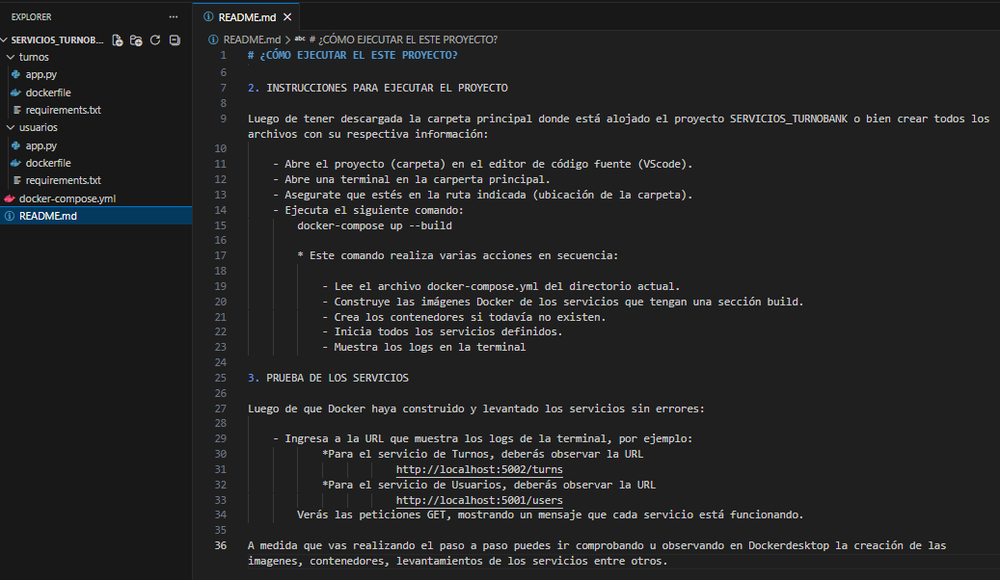 EXPLORER
SERVICIOS_TURNOB...
turnos
app.py
dockerfile
requirements.txt
usuarios
app.py
dockerfile
requirements.txt
docker-compose.yml
README.md
README.md
README.md > abc # ¿CÓMO EJECUTAR EL ESTE PROYECTO?
1 # ¿CÓMO EJECUTAR EL ESTE PROYECTO?
6
7 2. INSTRUCCIONES PARA EJECUTAR EL PROYECTO
8
9 Luego de tener descargada la carpeta principal donde está alojado el proyecto SERVICIOS_TURNOBANK o bien crear todos los
archivos con su respectiva información:
10
11 - Abre el proyecto (carpeta) en el editor de código fuente (VScode).
12 - Abre una terminal en la carperta principal.
13 - Asegurate que estés en la ruta indicada (ubicación de la carpeta).
14 - Ejecuta el siguiente comando:
15 docker-compose up --build
16
17 * Este comando realiza varias acciones en secuencia:
18
19 - Lee el archivo docker-compose.yml del directorio actual.
20 - Construye las imágenes Docker de los servicios que tengan una sección build.
21 - Crea los contenedores si todavía no existen.
22 - Inicia todos los servicios definidos.
23 - Muestra los logs en la terminal
24
25 3. PRUEBA DE LOS SERVICIOS
26
27 Luego de que Docker haya construido y levantado los servicios sin errores:
28
29 - Ingresa a la URL que muestra los logs de la terminal, por ejemplo:
30 *Para el servicio de Turnos, deberás observar la URL
31 http://localhost:5002/turns
32 *Para el servicio de Usuarios, deberás observar la URL
33 http://localhost:5001/users
34 Verás las peticiones GET, mostrando un mensaje que cada servicio está funcionando.
35
36 A medida que vas realizando el paso a paso puedes ir comprobando u observando en Dockerdesktop la creación de las
imagenes, contenedores, levantamientos de los servicios entre otros.